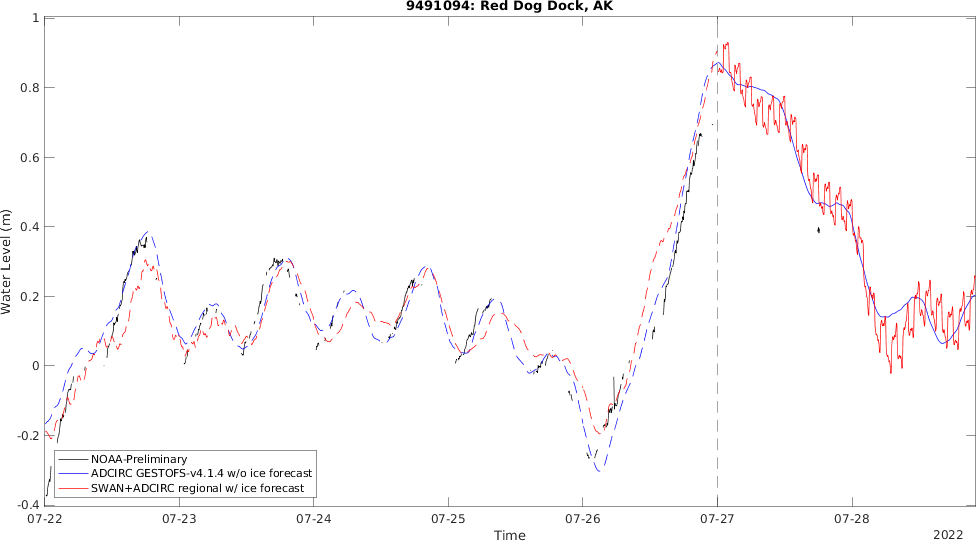 9491094: Red Dog Dock, AK
1
0.8
0.6
0.4
0.2
0
-0.2
-0.4
Water Level (m)
NOAA-Preliminary
ADCIRC GESTOFS-v4.1.4 w/o ice forecast
SWAN+ADCIRC regional w/ ice forecast
07-22 07-23 07-24 07-25 07-26 07-27 07-28
Time
2022